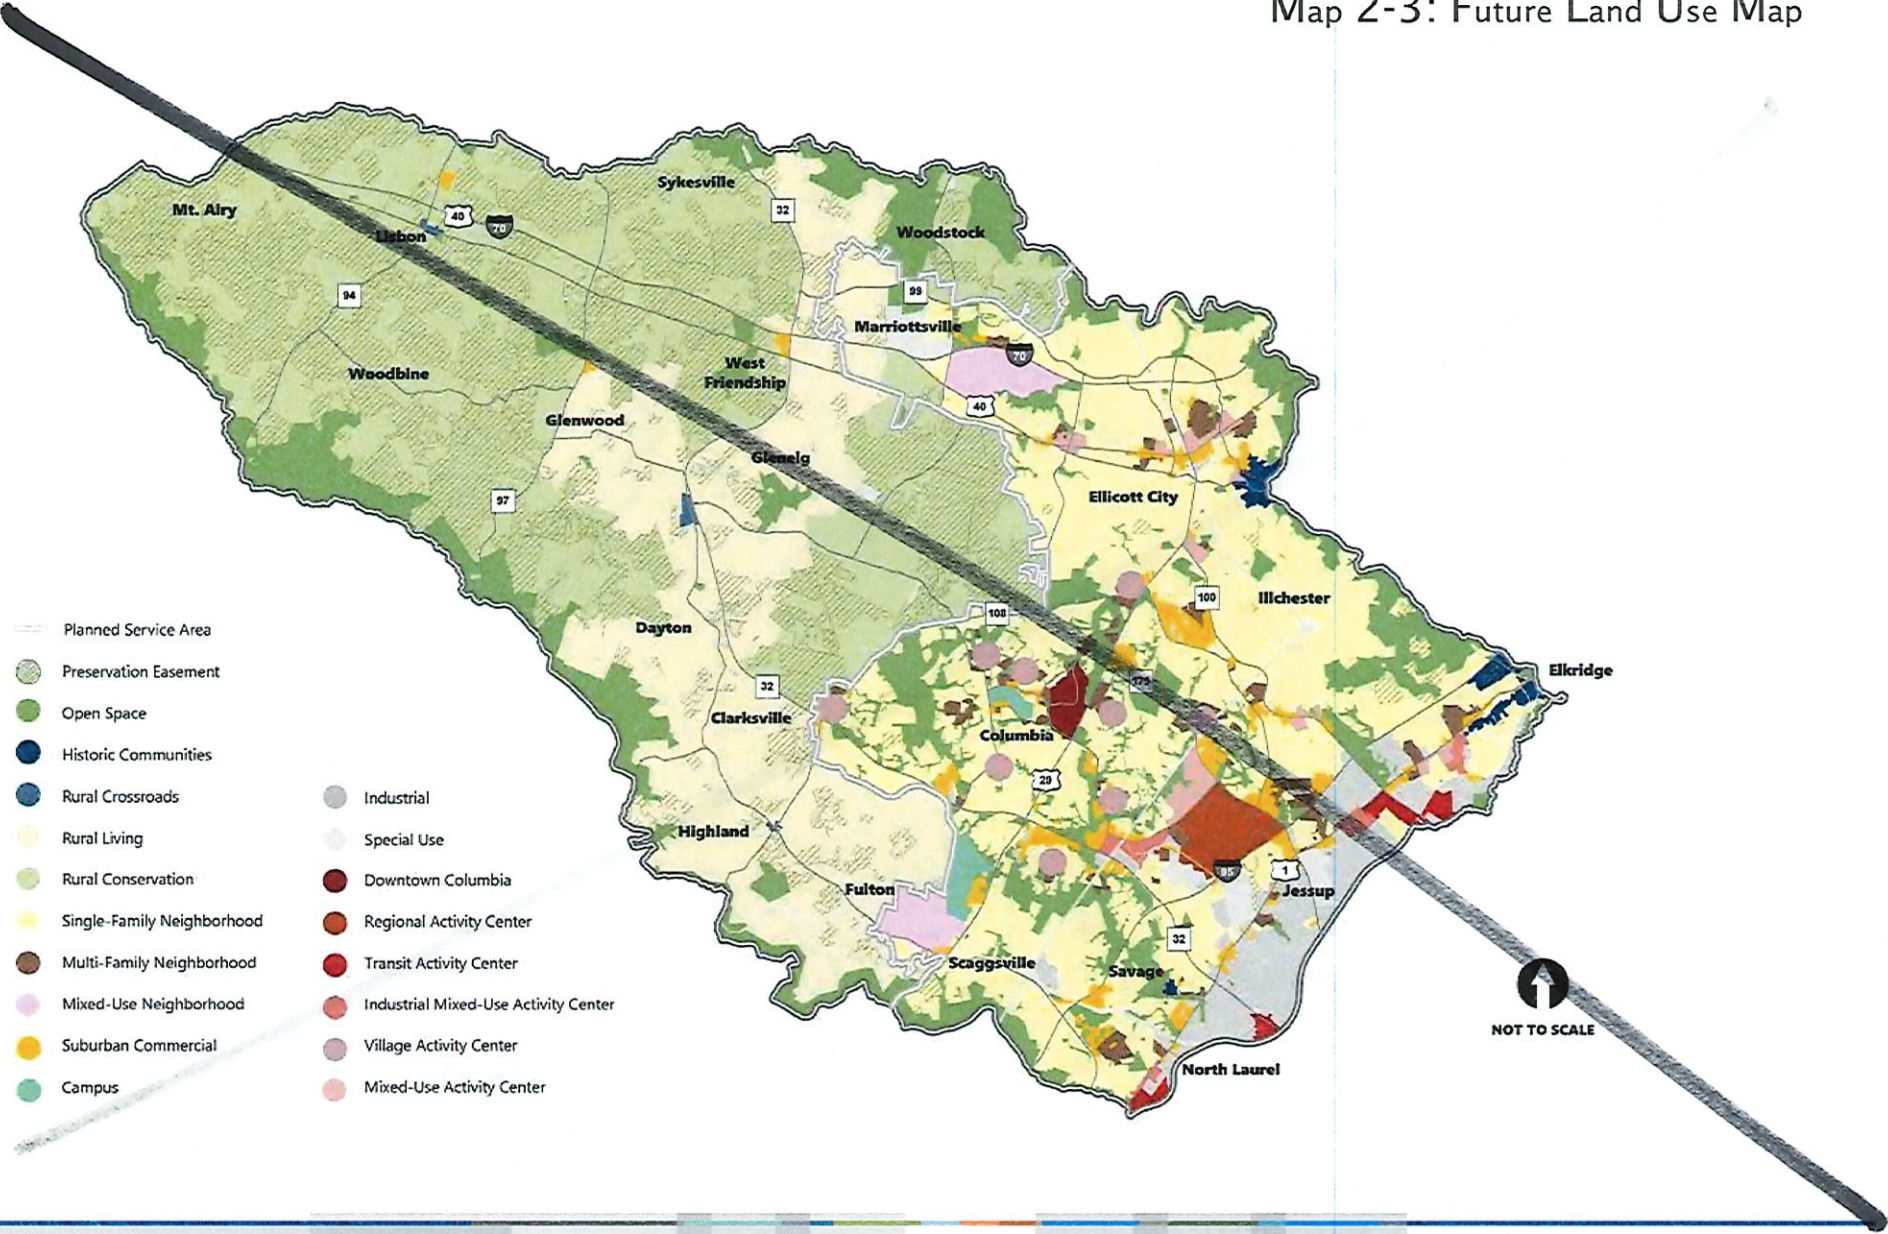 Map 2-3: Future Land Use Map
Sykesville
Mt. Airy
32
Woodstock
40
70
Lisbon
94
99
Marriottsville
70
West
Friendship
Woodbine
40
Glenwood
Glenelg
97
Ellicott City
100
Illchester
108
Dayton
Elkridge
175
32
Clarksville
Columbia
29
Highland
Fulton
95
1
Jessup
32
Scaggsville
Savage
North Laurel
NOT TO SCALE
Planned Service Area
Preservation Easement
Open Space
Historic Communities
Rural Crossroads
Rural Living
Rural Conservation
Single-Family Neighborhood
Multi-Family Neighborhood
Mixed-Use Neighborhood
Suburban Commercial
Campus
Industrial
Special Use
Downtown Columbia
Regional Activity Center
Transit Activity Center
Industrial Mixed-Use Activity Center
Village Activity Center
Mixed-Use Activity Center